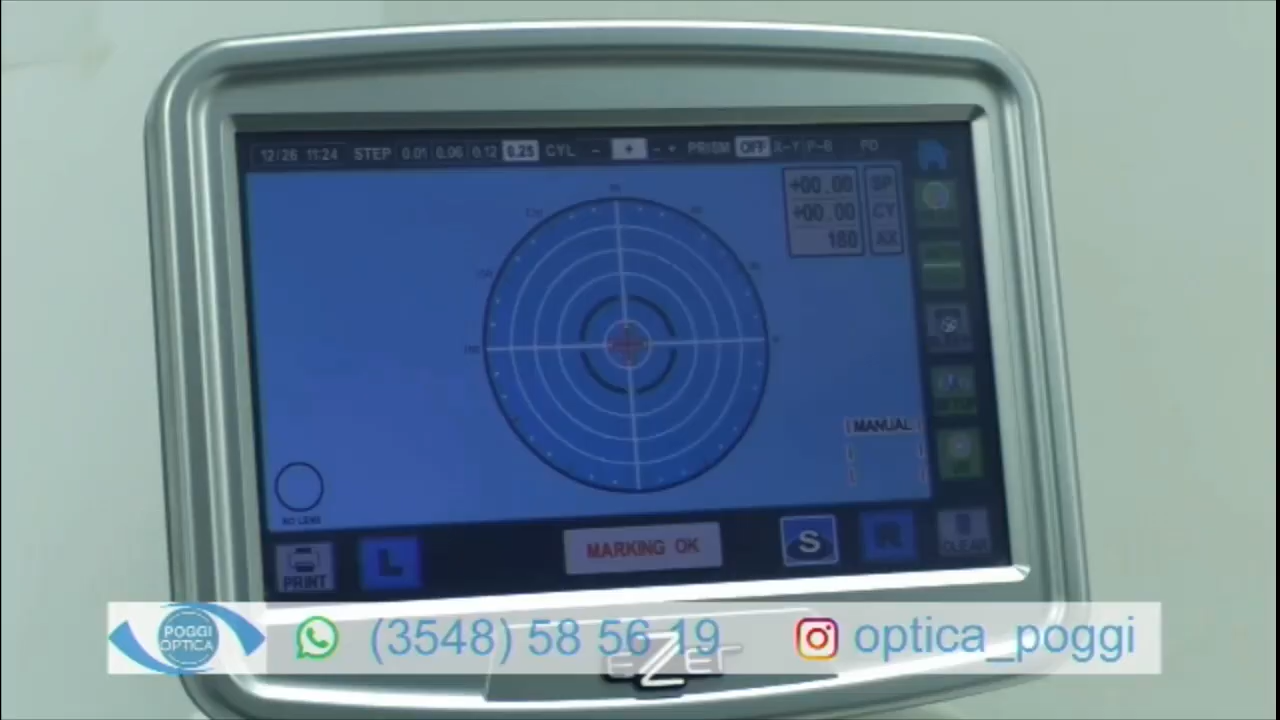 12/26 11:24 STEP 0.01 0.06 0.12 0.25 CYL - + - + PRISM OFF X-Y P-B PD
+00.00 SP
+00.00 CY
180 AX
MANUAL
NO LENS
PRINT L MARKING OK S R CLEAR
POGGI
OPTICA
(3548) 58 56 19
optica_poggi
eZer